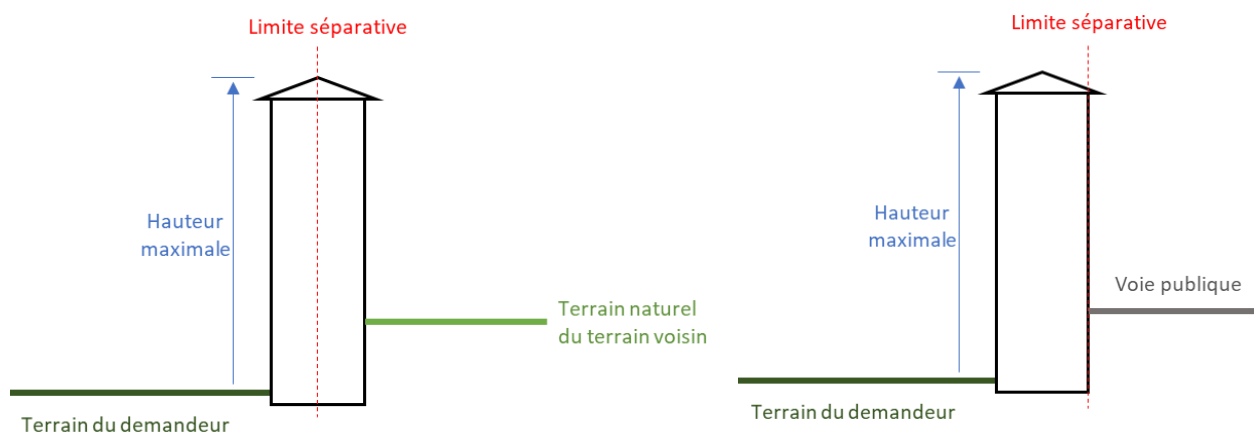 Limite séparative
Hauteur
maximale
Terrain naturel
du terrain voisin
Terrain du demandeur
Limite séparative
Hauteur
maximale
Voie publique
Terrain du demandeur